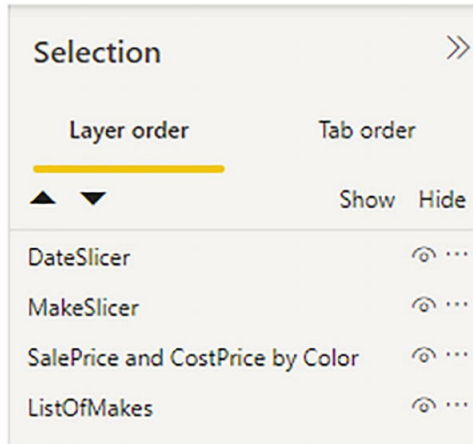 Selection
Layer order Tab order
Show Hide
DateSlicer
MakeSlicer
SalePrice and CostPrice by Color
ListOfMakes